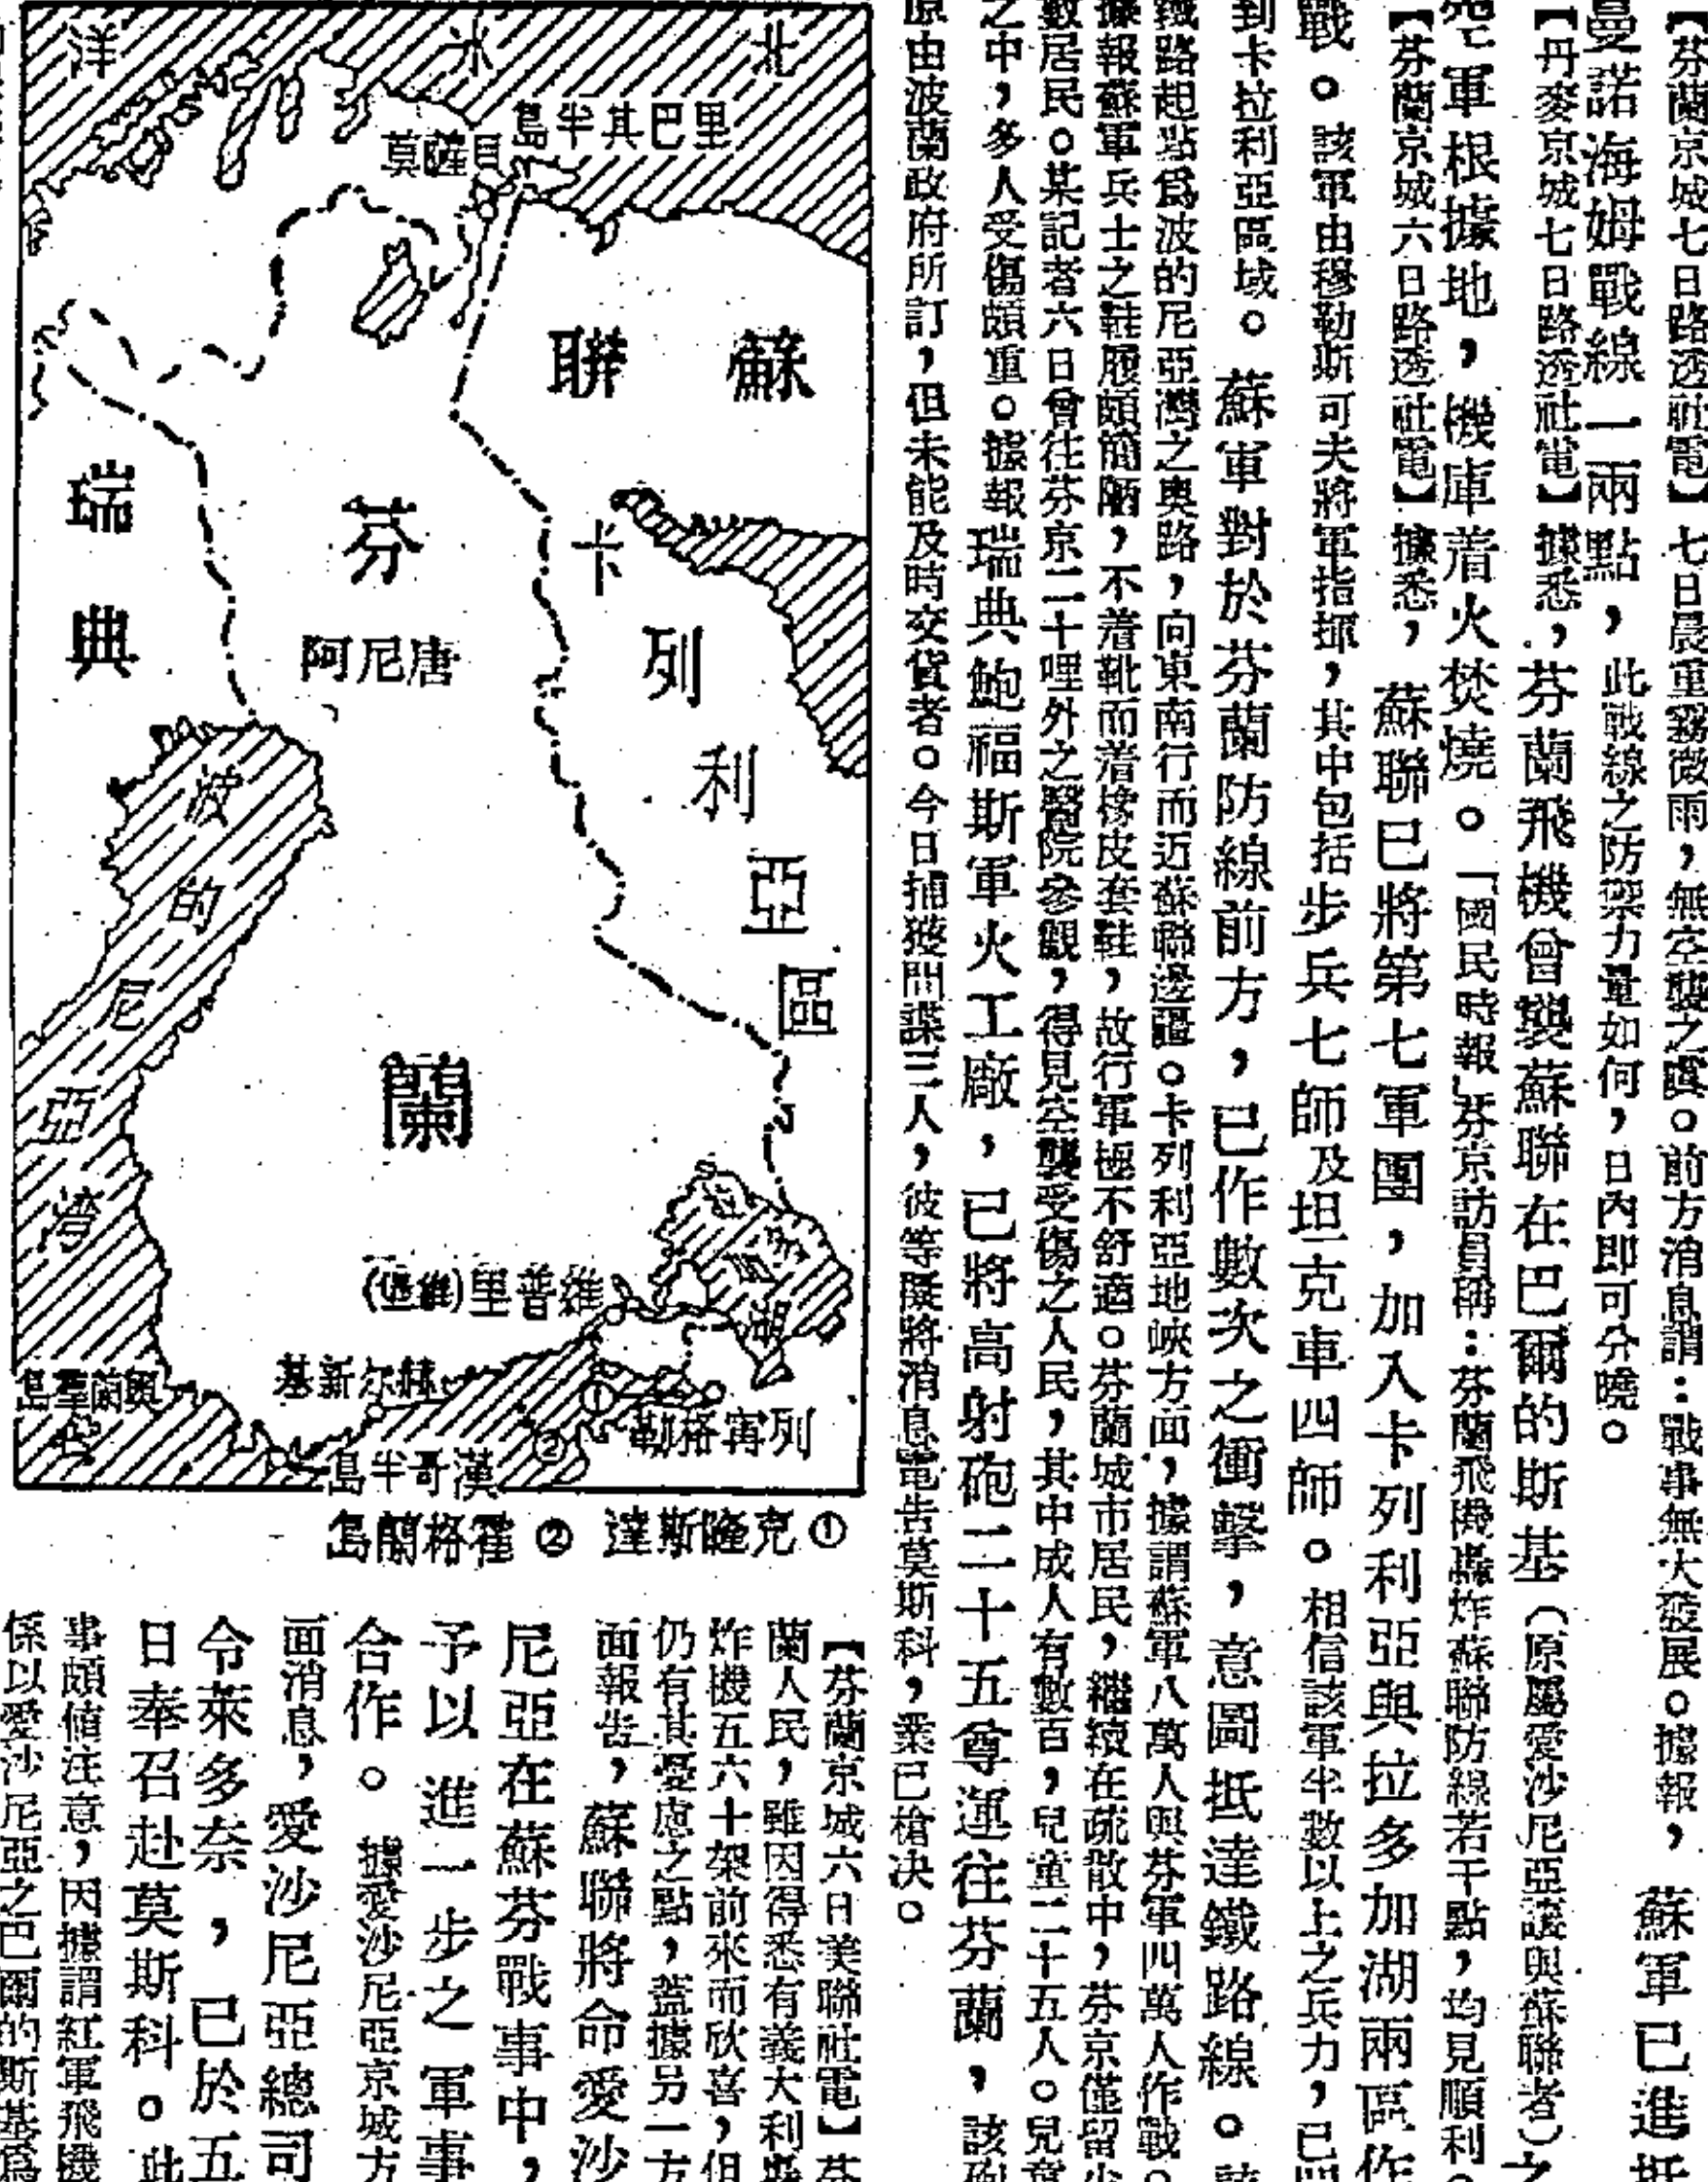 【芬蘭京城七日路透社電】七日晨重霧微雨，無空襲之虞。前方消息謂：戰事無大發展。據報，蘇軍已進抵
曼諾海姆戰線一兩點，此戰線之防禦力量如何，日內即可分曉。
【丹麥京城七日路透社電】據悉，芬蘭飛機曾襲蘇聯在巴爾的斯基（原屬愛沙尼亞讓與蘇聯者）之
空軍根據地，機庫着火焚燒。「國民時報」芬京訪員稱：芬蘭飛機轟炸蘇聯防線若干點，均見順利。
【芬蘭京城六日路透社電】據悉，蘇聯已將第七軍團，加入卡列利亞與拉多加湖兩區作
戰。該軍由穆勒斯可夫將軍指揮，其中包括步兵七師及坦克車四師。相信該軍半數以上之兵力，已開
到卡拉利亞區域。蘇軍對於芬蘭防線前方，已作數次之衝擊，意圖抵達鐵路線。該
鐵路起點爲波的尼亞灣之奧路，向東南行而近蘇聯邊疆。卡列利亞地峽方面，據謂蘇軍八萬人與芬軍四萬人作戰。
據報蘇軍兵士之鞋履頗簡陋，不着靴而着橡皮套鞋，故行軍極不舒適。芬蘭城市居民，繼續在疏散中，芬京僅留少
數居民。某記者六日曾往芬京二十哩外之醫院參觀，得見空襲受傷之人民，其中成人有數百，兒童二十五人。兒童
之中，多人受傷頗重。據報瑞典鮑福斯軍火工廠，已將高射砲二十五尊運往芬蘭，該砲
原由波蘭政府所訂，但未能及時交貨者。今日捕獲間諜三人，彼等擬將消息電告莫斯科，業已槍決。
北冰洋
里巴其半島
貝薩莫
蘇聯
瑞典
芬蘭
卡列利亞區
阿尼唐
波的尼亞灣
湖
維普里(維堡)
赫尔新基
奧蘭羣島
漢哥半島
列寗格勒
①
②
①克隆斯達
②霍格蘭島
【芬蘭京城六日美聯社電】芬
蘭人民，雖因得悉有義大利轟
炸機五六十架前來而欣喜，但
仍有其憂慮之點，蓋據另一方
面報告，蘇聯將命愛沙
尼亞在蘇芬戰事中，
予以進一步之軍事
合作。據愛沙尼亞京城方
面消息，愛沙尼亞總司
令萊多奈，已於五
日奉召赴莫斯科。此
事頗値注意，因據謂紅軍飛機
係以愛沙尼亞之巴爾的斯基爲